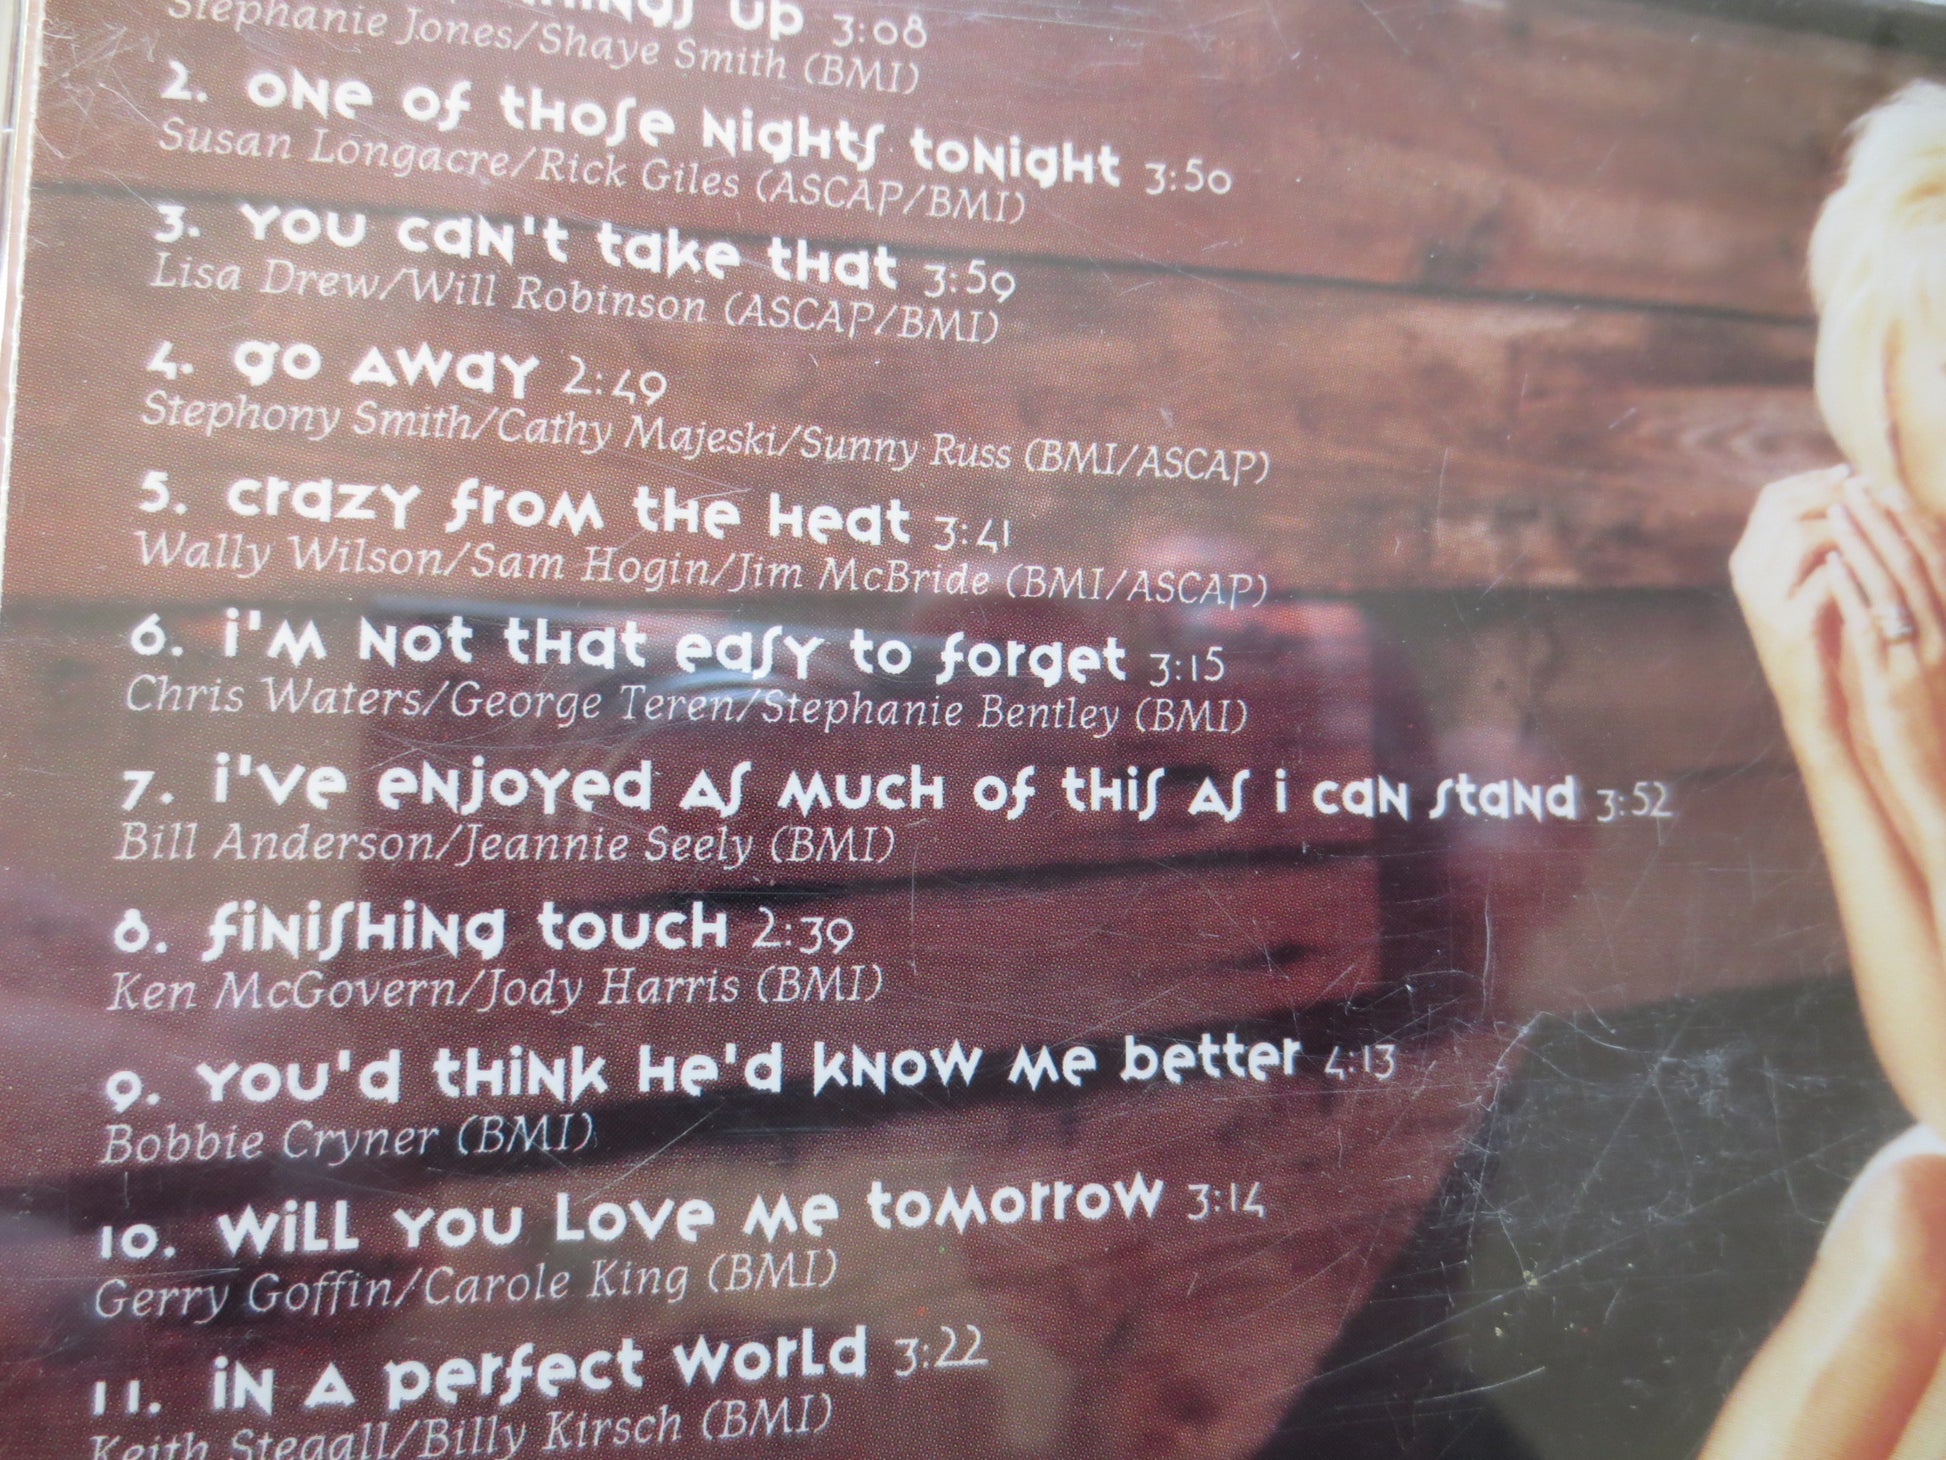 up 3:08
Stephanie Jones/Shaye Smith (BMI)
2. one of those nights tonight 3:50
Susan Longacre/Rick Giles (ASCAP/BMI)
3. you can't take that 3:59
Lisa Drew/Will Robinson (ASCAP/BMI)
4. go away 2:49
Stephony Smith/Cathy Majeski/Sunny Russ (BMI/ASCAP)
5. crazy from the heat 3:41
Wally Wilson/Sam Hogin/Jim McBride (BMI/ASCAP)
6. i'm not that easy to forget 3:15
Chris Waters/George Teren/Stephanie Bentley (BMI)
7. i've enjoyed as much of this as i can stand 3:52
Bill Anderson/Jeannie Seely (BMI)
8. finishing touch 2:39
Ken McGovern/Jody Harris (BMI)
9. you'd think he'd know me better 4:13
Bobbie Cryner (BMI)
10. will you love me tomorrow 3:14
Gerry Goffin/Carole King (BMI)
11. in a perfect world 3:22
Keith Stegall/Billy Kirsch (BMI)